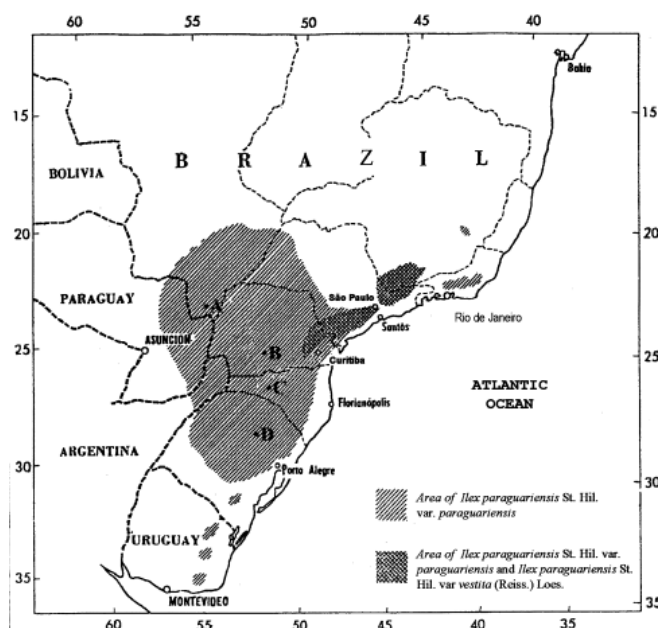 60 55 50 45 40
15 15
B R A Z I L
Bahia
BOLIVIA
20 20
PARAGUAY
A
São Paulo
Santos
Rio de Janeiro
ASUNCION
25 25
B
Curitiba
C
ATLANTIC
OCEAN
Florianópolis
ARGENTINA
D
30 30
Porto Alegre
Area of Ilex paraguariensis St. Hil.
var. paraguariensis
URUGUAY
Area of Ilex paraguariensis St. Hil. var.
paraguariensis and Ilex paraguariensis St.
Hil. var vestita (Reiss.) Loes.
35 35
MONTEVIDEO
60 55 50 45 40 35